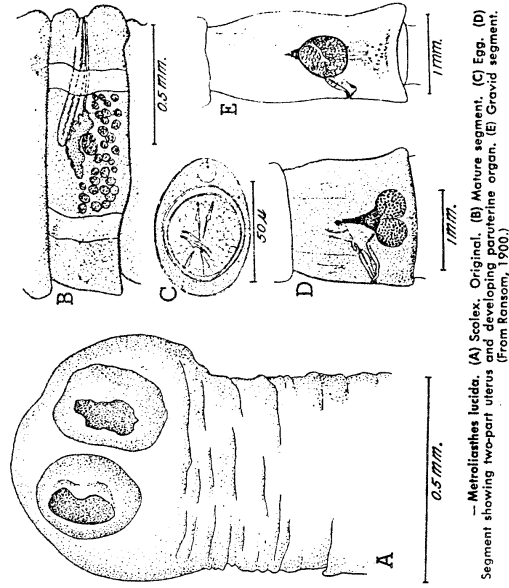 B
0.5 mm.
E
1 mm.
C
50 µ
D
1 mm.
A
0.5 mm.
— Metroliasthes lucida. (A) Scolex. Original. (B) Mature segment. (C) Egg. (D)
Segment showing two-part uterus and developing paruterine organ. (E) Gravid segment.
(From Ransom, 1900.)